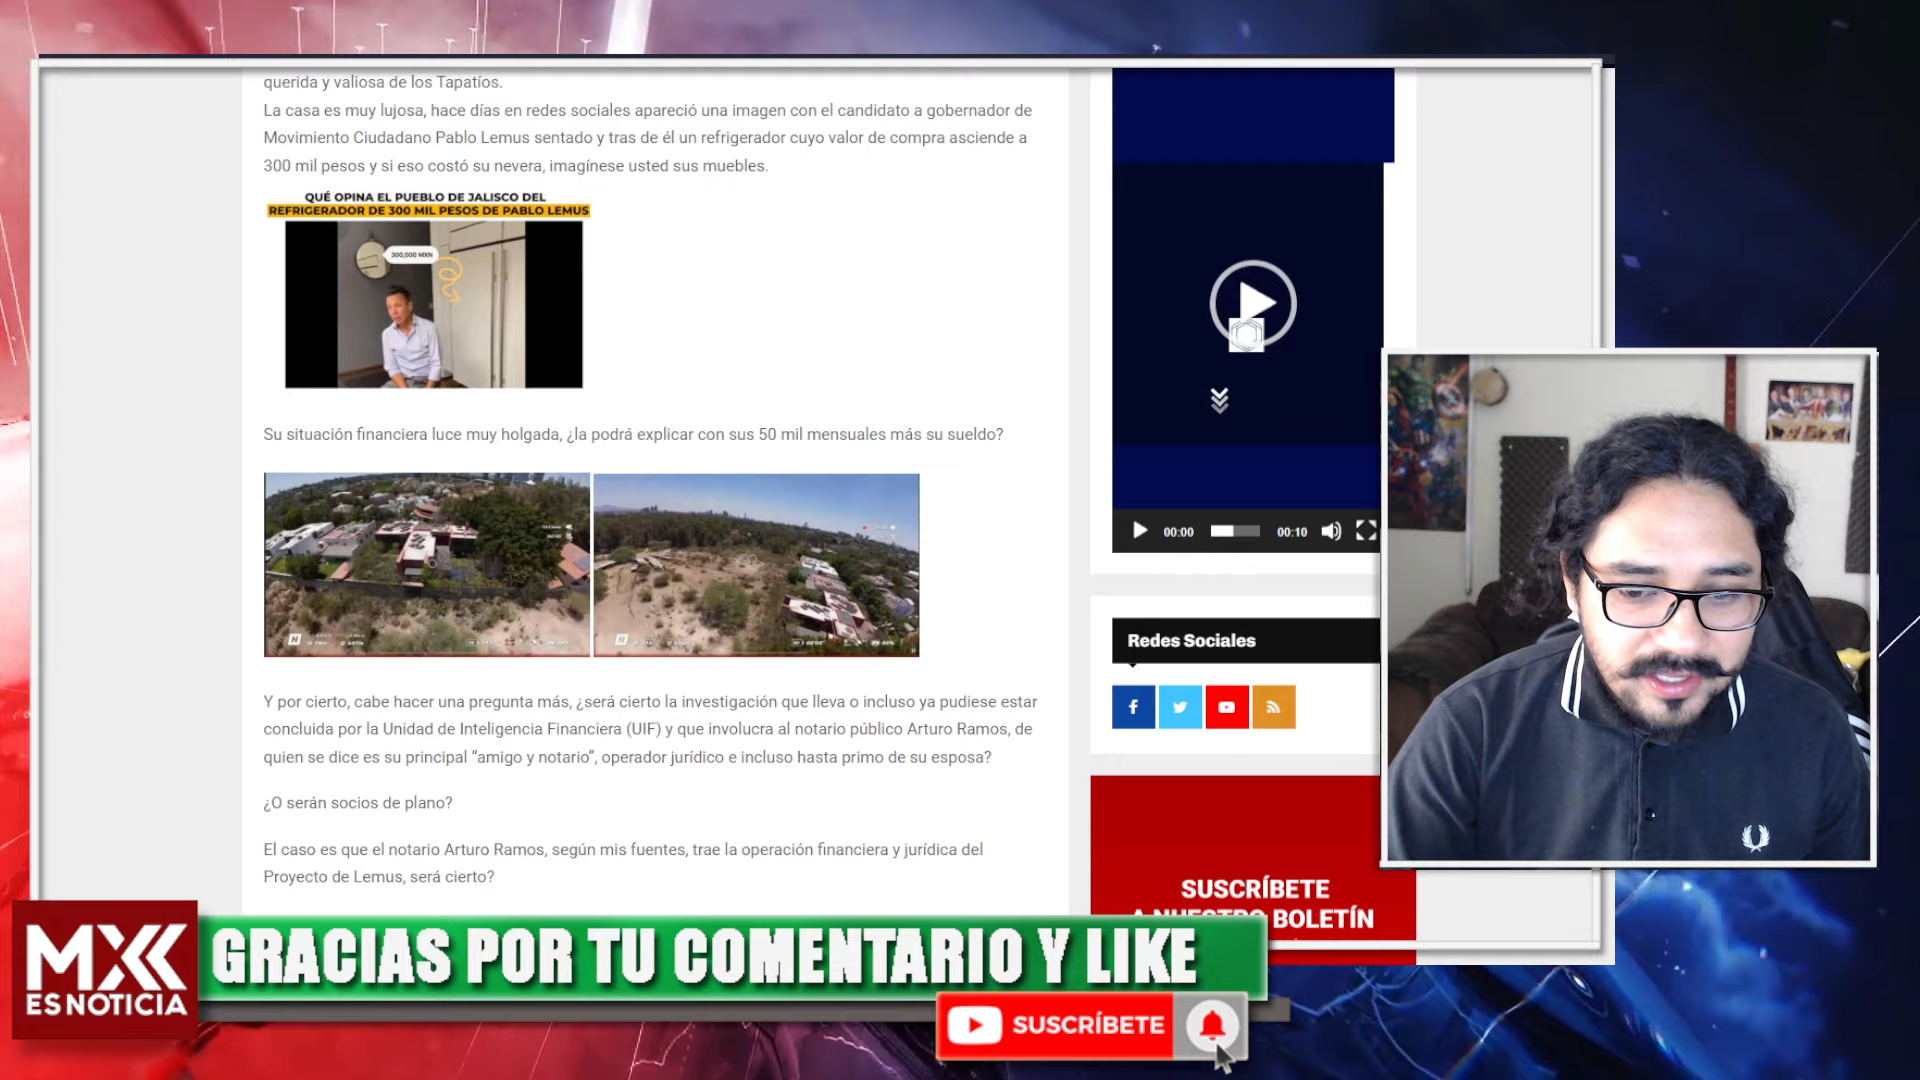 querida y valiosa de los Tapatíos.
La casa es muy lujosa, hace días en redes sociales apareció una imagen con el candidato a gobernador de
Movimiento Ciudadano Pablo Lemus sentado y tras de él un refrigerador cuyo valor de compra asciende a
300 mil pesos y si eso costó su nevera, imagínese usted sus muebles.
QUÉ OPINA EL PUEBLO DE JALISCO DEL
REFRIGERADOR DE 300 MIL PESOS DE PABLO LEMUS
300,000 MXN
Su situación financiera luce muy holgada, ¿la podrá explicar con sus 50 mil mensuales más su sueldo?
Y por cierto, cabe hacer una pregunta más, ¿será cierto la investigación que lleva o incluso ya pudiese estar
concluida por la Unidad de Inteligencia Financiera (UIF) y que involucra al notario público Arturo Ramos, de
quien se dice es su principal “amigo y notario”, operador jurídico e incluso hasta primo de su esposa?
¿O serán socios de plano?
El caso es que el notario Arturo Ramos, según mis fuentes, trae la operación financiera y jurídica del
Proyecto de Lemus, será cierto?
00:00 00:10
Redes Sociales
SUSCRÍBETE
A NUESTRO BOLETÍN
MX
ES NOTICIA
GRACIAS POR TU COMENTARIO Y LIKE
SUSCRÍBETE